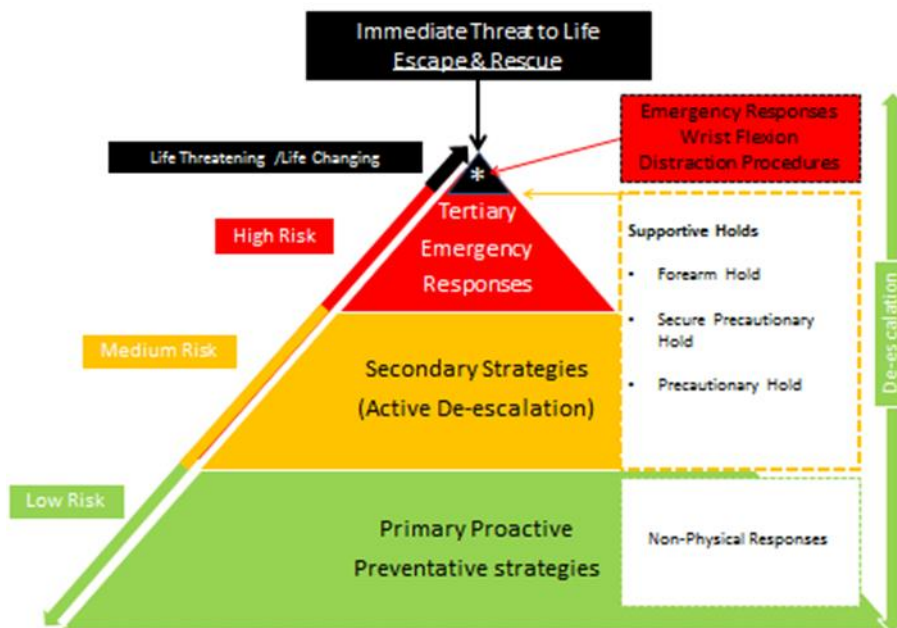 Immediate Threat to Life
Escape & Rescue
Emergency Responses
Wrist Flexion
Distraction Procedures
Life Threatening /Life Changing
*
Tertiary
Emergency
Responses
High Risk
Supportive Holds
• Forearm Hold
• Secure Precautionary
Hold
• Precautionary Hold
De-escalation
Medium Risk
Secondary Strategies
(Active De-escalation)
Low Risk
Primary Proactive
Preventative strategies
Non-Physical Responses